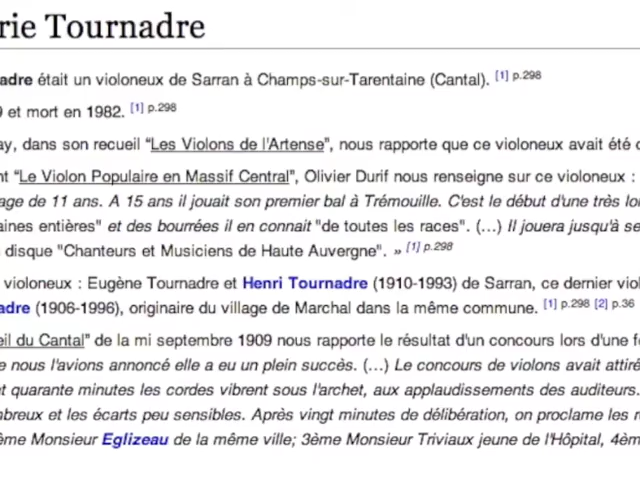 rie Tournadre
adre était un violoneux de Sarran à Champs-sur-Tarentaine (Cantal). [1] p.298
9 et mort en 1982. [1] p.298
ay, dans son recueil “Les Violons de l'Artense”, nous rapporte que ce violoneux avait été
nt “Le Violon Populaire en Massif Central”, Olivier Durif nous renseigne sur ce violoneux :
age de 11 ans. A 15 ans il jouait son premier bal à Trémouille. C'est le début d'une très lo
aines entières" et des bourrées il en connait "de toutes les races". (…) Il jouera jusqu'à se
disque "Chanteurs et Musiciens de Haute Auvergne". » [1] p.298
violoneux : Eugène Tournadre et Henri Tournadre (1910-1993) de Sarran, ce dernier viol
adre (1906-1996), originaire du village de Marchal dans la même commune. [1] p.298 [2] p.36
eil du Cantal” de la mi septembre 1909 nous rapporte le résultat d'un concours lors d'une f
e nous l'avions annoncé elle a eu un plein succès. (…) Le concours de violons avait attiré
nt quarante minutes les cordes vibrent sous l'archet, aux applaudissements des auditeurs.
mbreux et les écarts peu sensibles. Après vingt minutes de délibération, on proclame les r
ème Monsieur Eglizeau de la même ville; 3ème Monsieur Triviaux jeune de l'Hôpital, 4èm